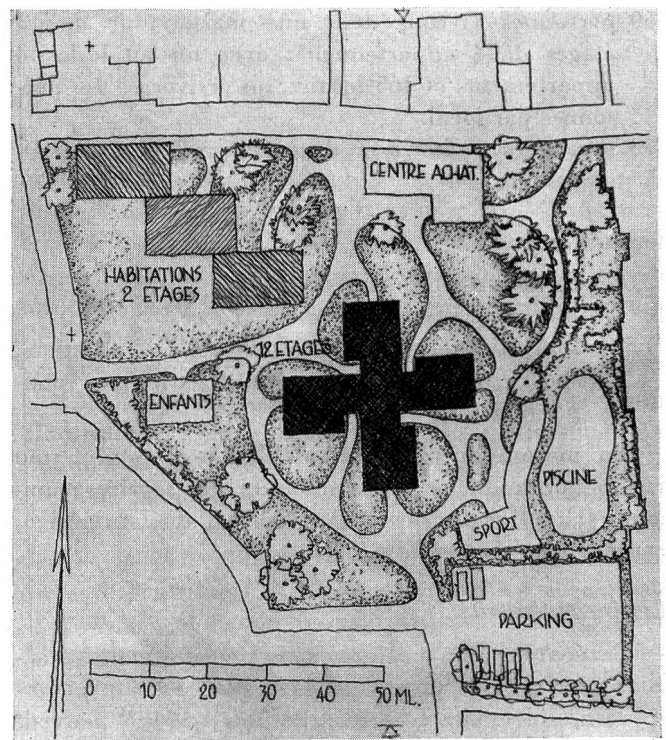 CENTRE ACHAT.
HABITATIONS
2 ETAGES
12 ETAGES
ENFANTS
PISCINE
SPORT
PARKING
0 10 20 30 40 50 ML.